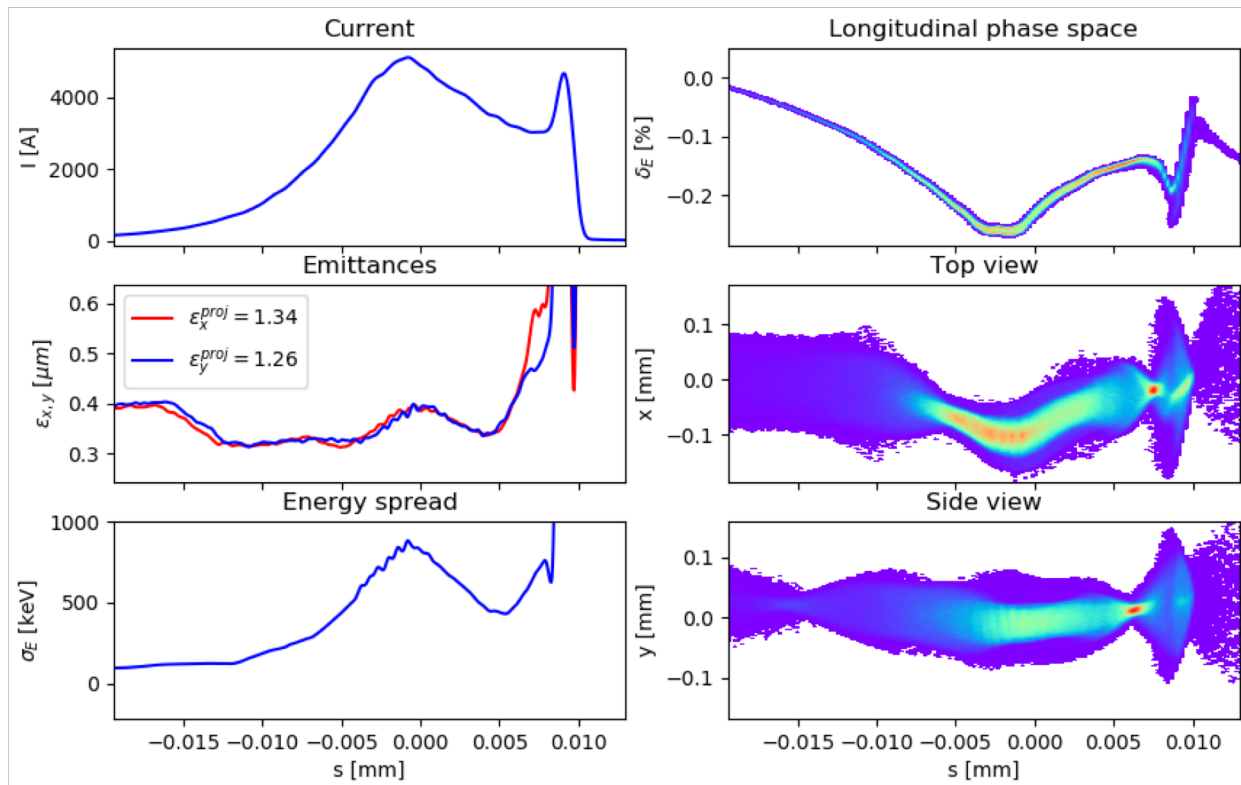 Current
I [A]
4000
2000
0
Longitudinal phase space
δ_E [%]
0.0
−0.1
−0.2
Emittances
ε_{x,y} [μm]
0.6
0.5
0.4
0.3
ε_x^{proj} = 1.34
ε_y^{proj} = 1.26
Top view
x [mm]
0.1
0.0
−0.1
Energy spread
σ_E [keV]
1000
500
0
−0.015 −0.010 −0.005 0.000 0.005 0.010
s [mm]
Side view
y [mm]
0.1
0.0
−0.1
−0.015 −0.010 −0.005 0.000 0.005 0.010
s [mm]